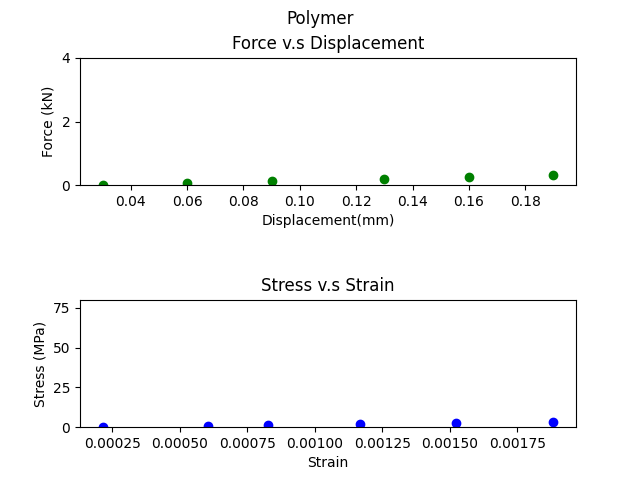 Polymer
Force v.s Displacement
4
2
0
Force (kN)
0.04 0.06 0.08 0.10 0.12 0.14 0.16 0.18
Displacement(mm)
Stress v.s Strain
75
50
25
0
Stress (MPa)
0.00025 0.00050 0.00075 0.00100 0.00125 0.00150 0.00175
Strain